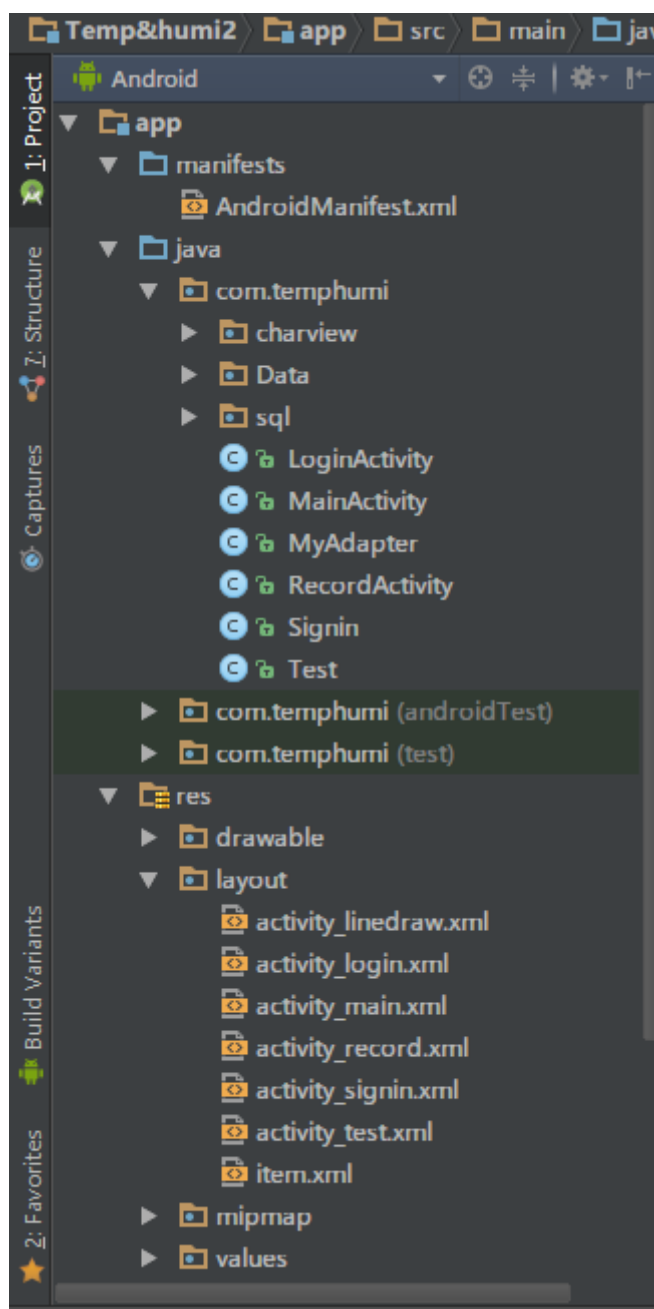 Temp&humi2 app src main jav
Android
app
manifests
AndroidManifest.xml
java
com.temphumi
charview
Data
sql
LoginActivity
MainActivity
MyAdapter
RecordActivity
Signin
Test
com.temphumi (androidTest)
com.temphumi (test)
res
drawable
layout
activity_linedraw.xml
activity_login.xml
activity_main.xml
activity_record.xml
activity_signin.xml
activity_test.xml
item.xml
mipmap
values
1: Project
7: Structure
Captures
Build Variants
2: Favorites